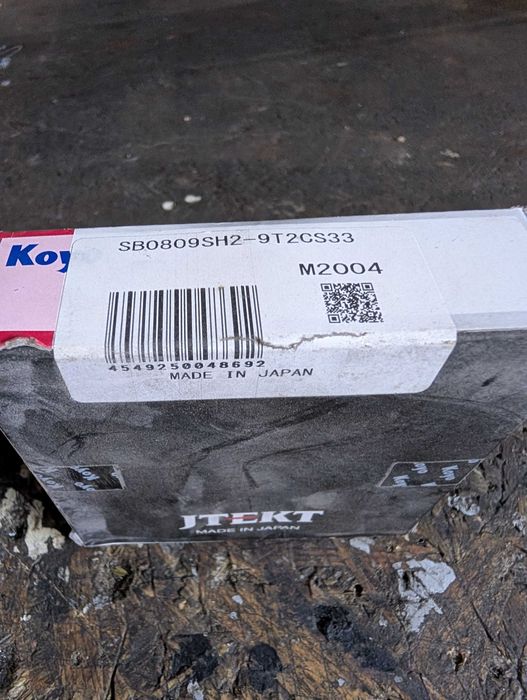 SB0809SH2-9T2CS33
Koyo
M2004
4549250048692
MADE IN JAPAN
JTEKT
MADE IN JAPAN